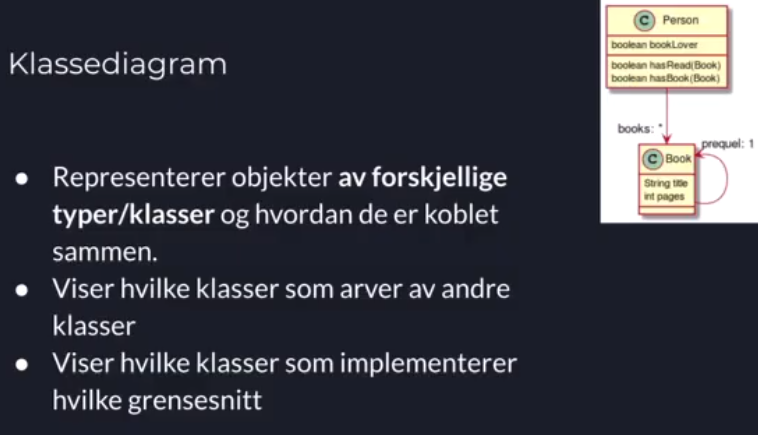 Klassediagram
● Representerer objekter av forskjellige
typer/klasser og hvordan de er koblet
sammen.
● Viser hvilke klasser som arver av andre
klasser
● Viser hvilke klasser som implementerer
hvilke grensesnitt
C Person
boolean bookLover
boolean hasRead(Book)
boolean hasBook(Book)
books: *
prequel: 1
C Book
String title
int pages